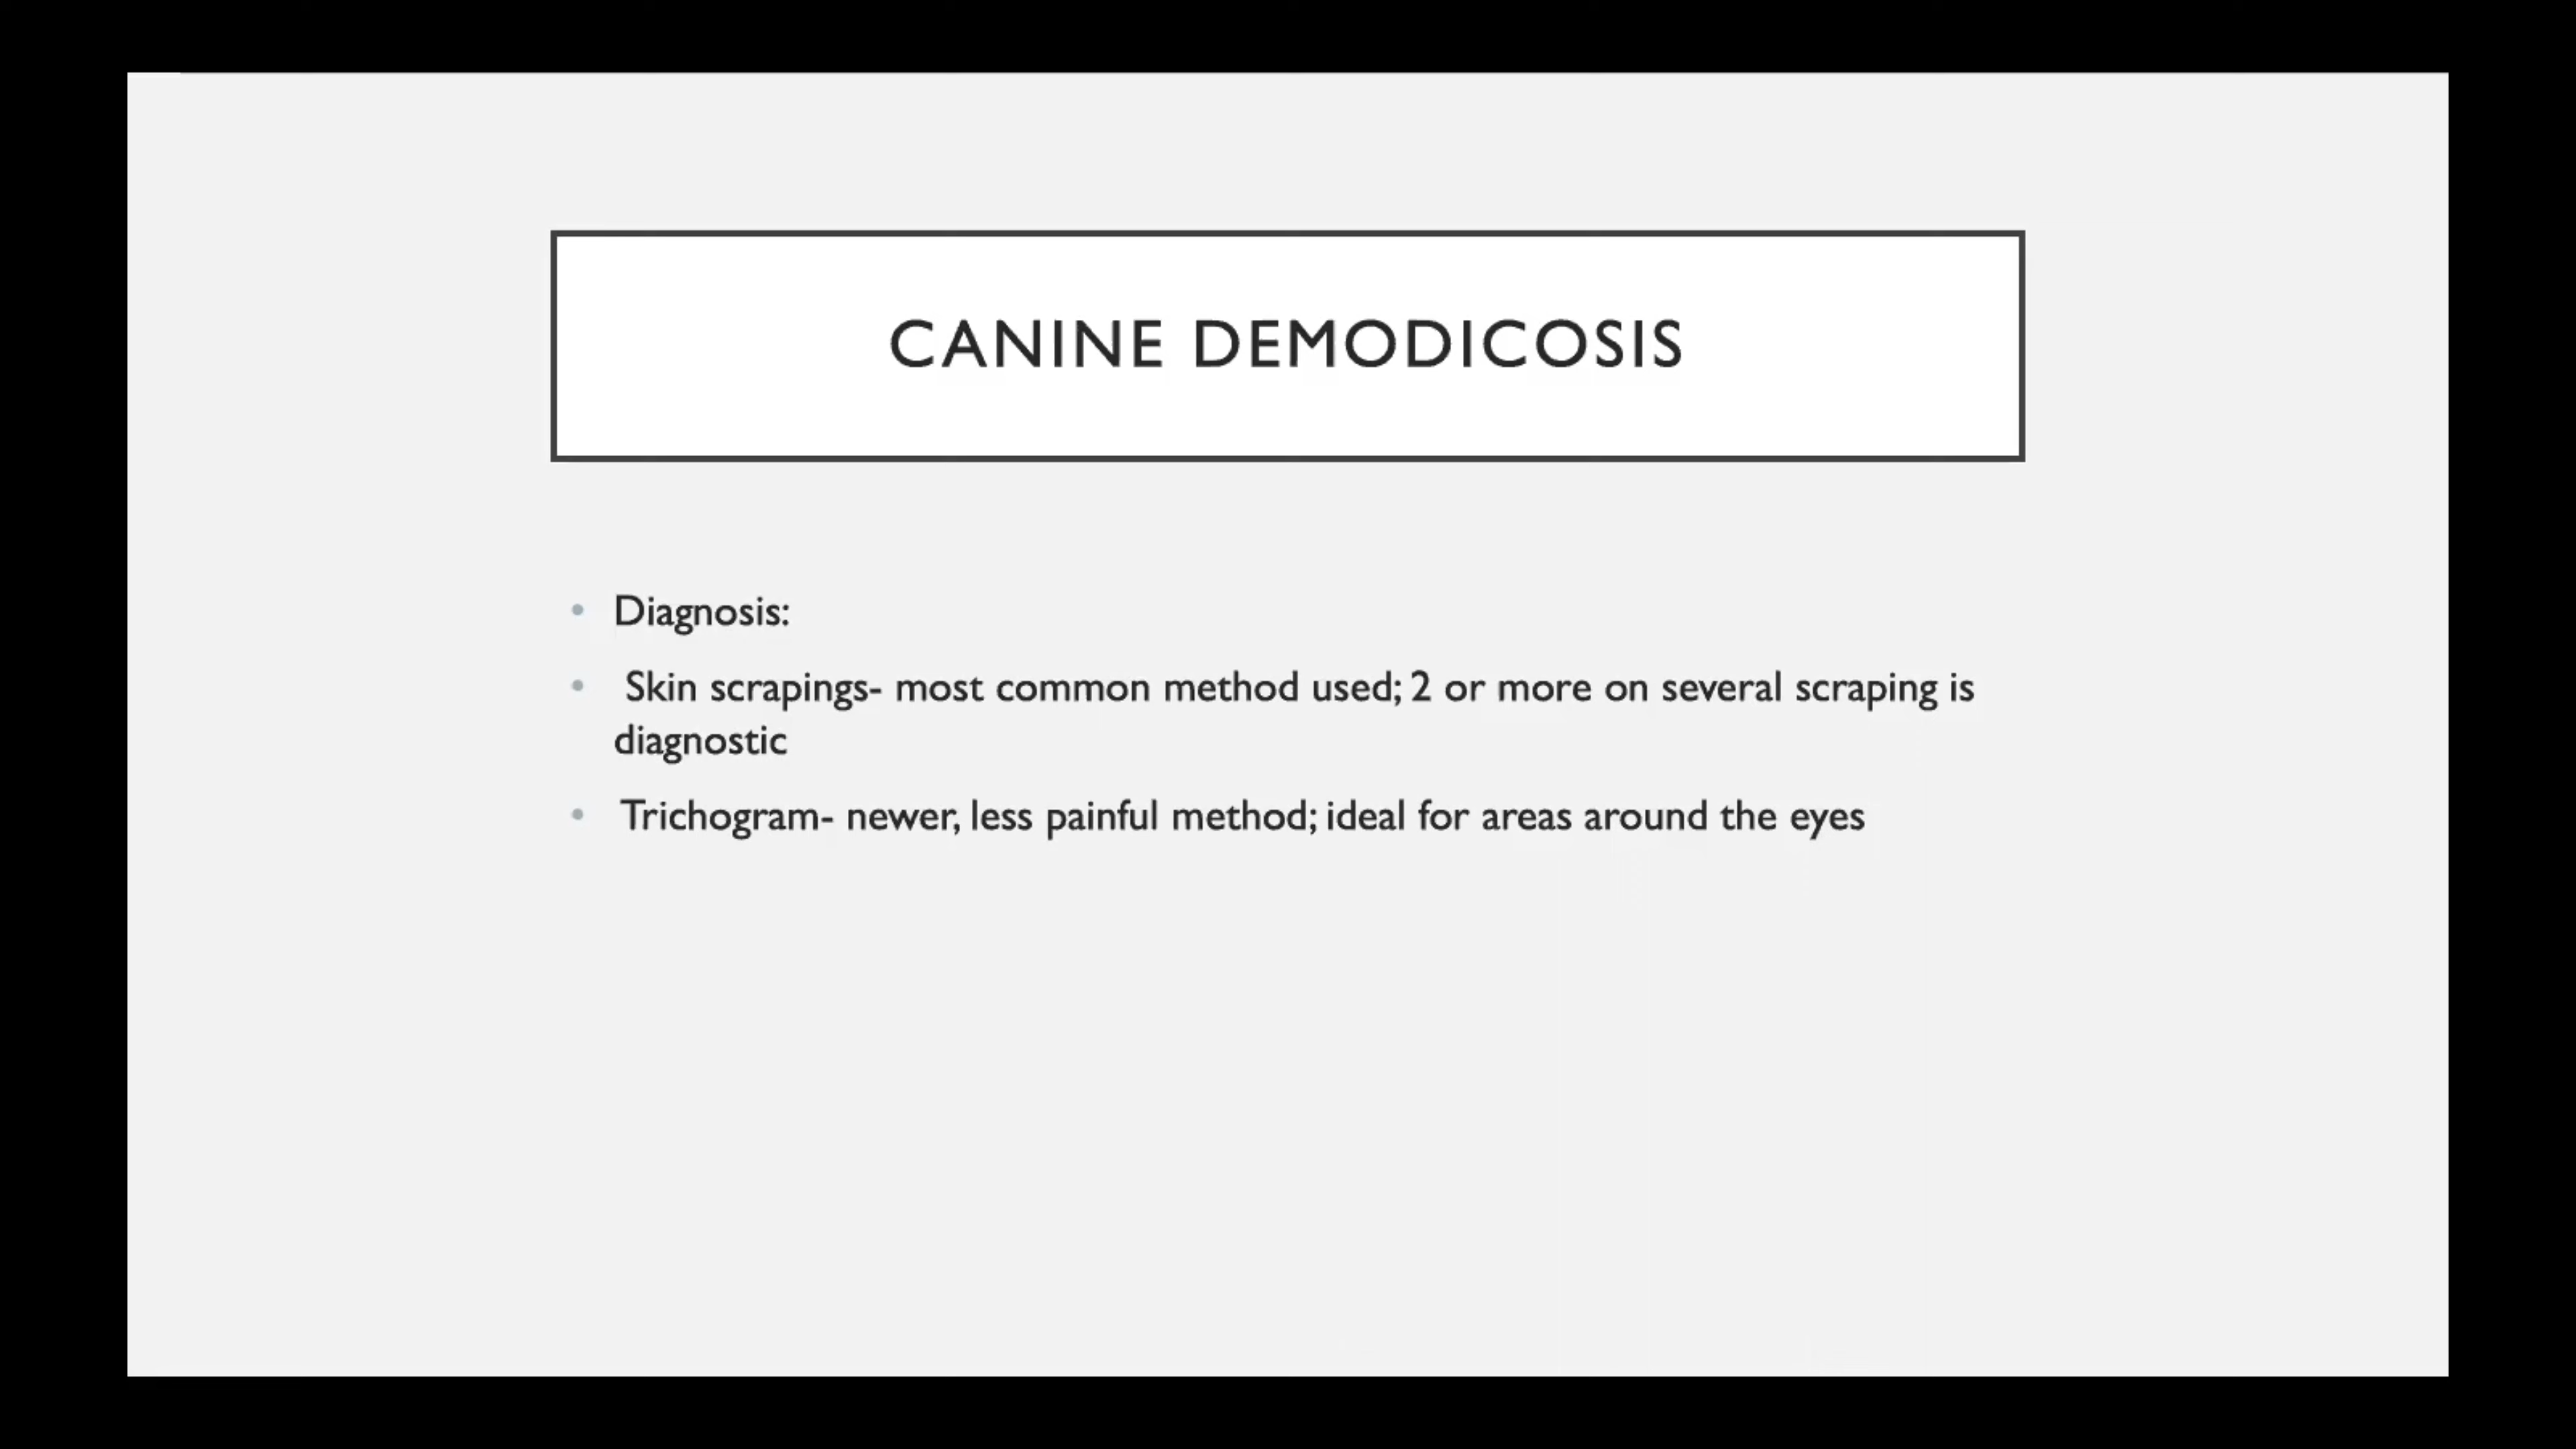 CANINE DEMODICOSIS
• Diagnosis:
• Skin scrapings- most common method used; 2 or more on several scraping is
diagnostic
• Trichogram- newer, less painful method; ideal for areas around the eyes